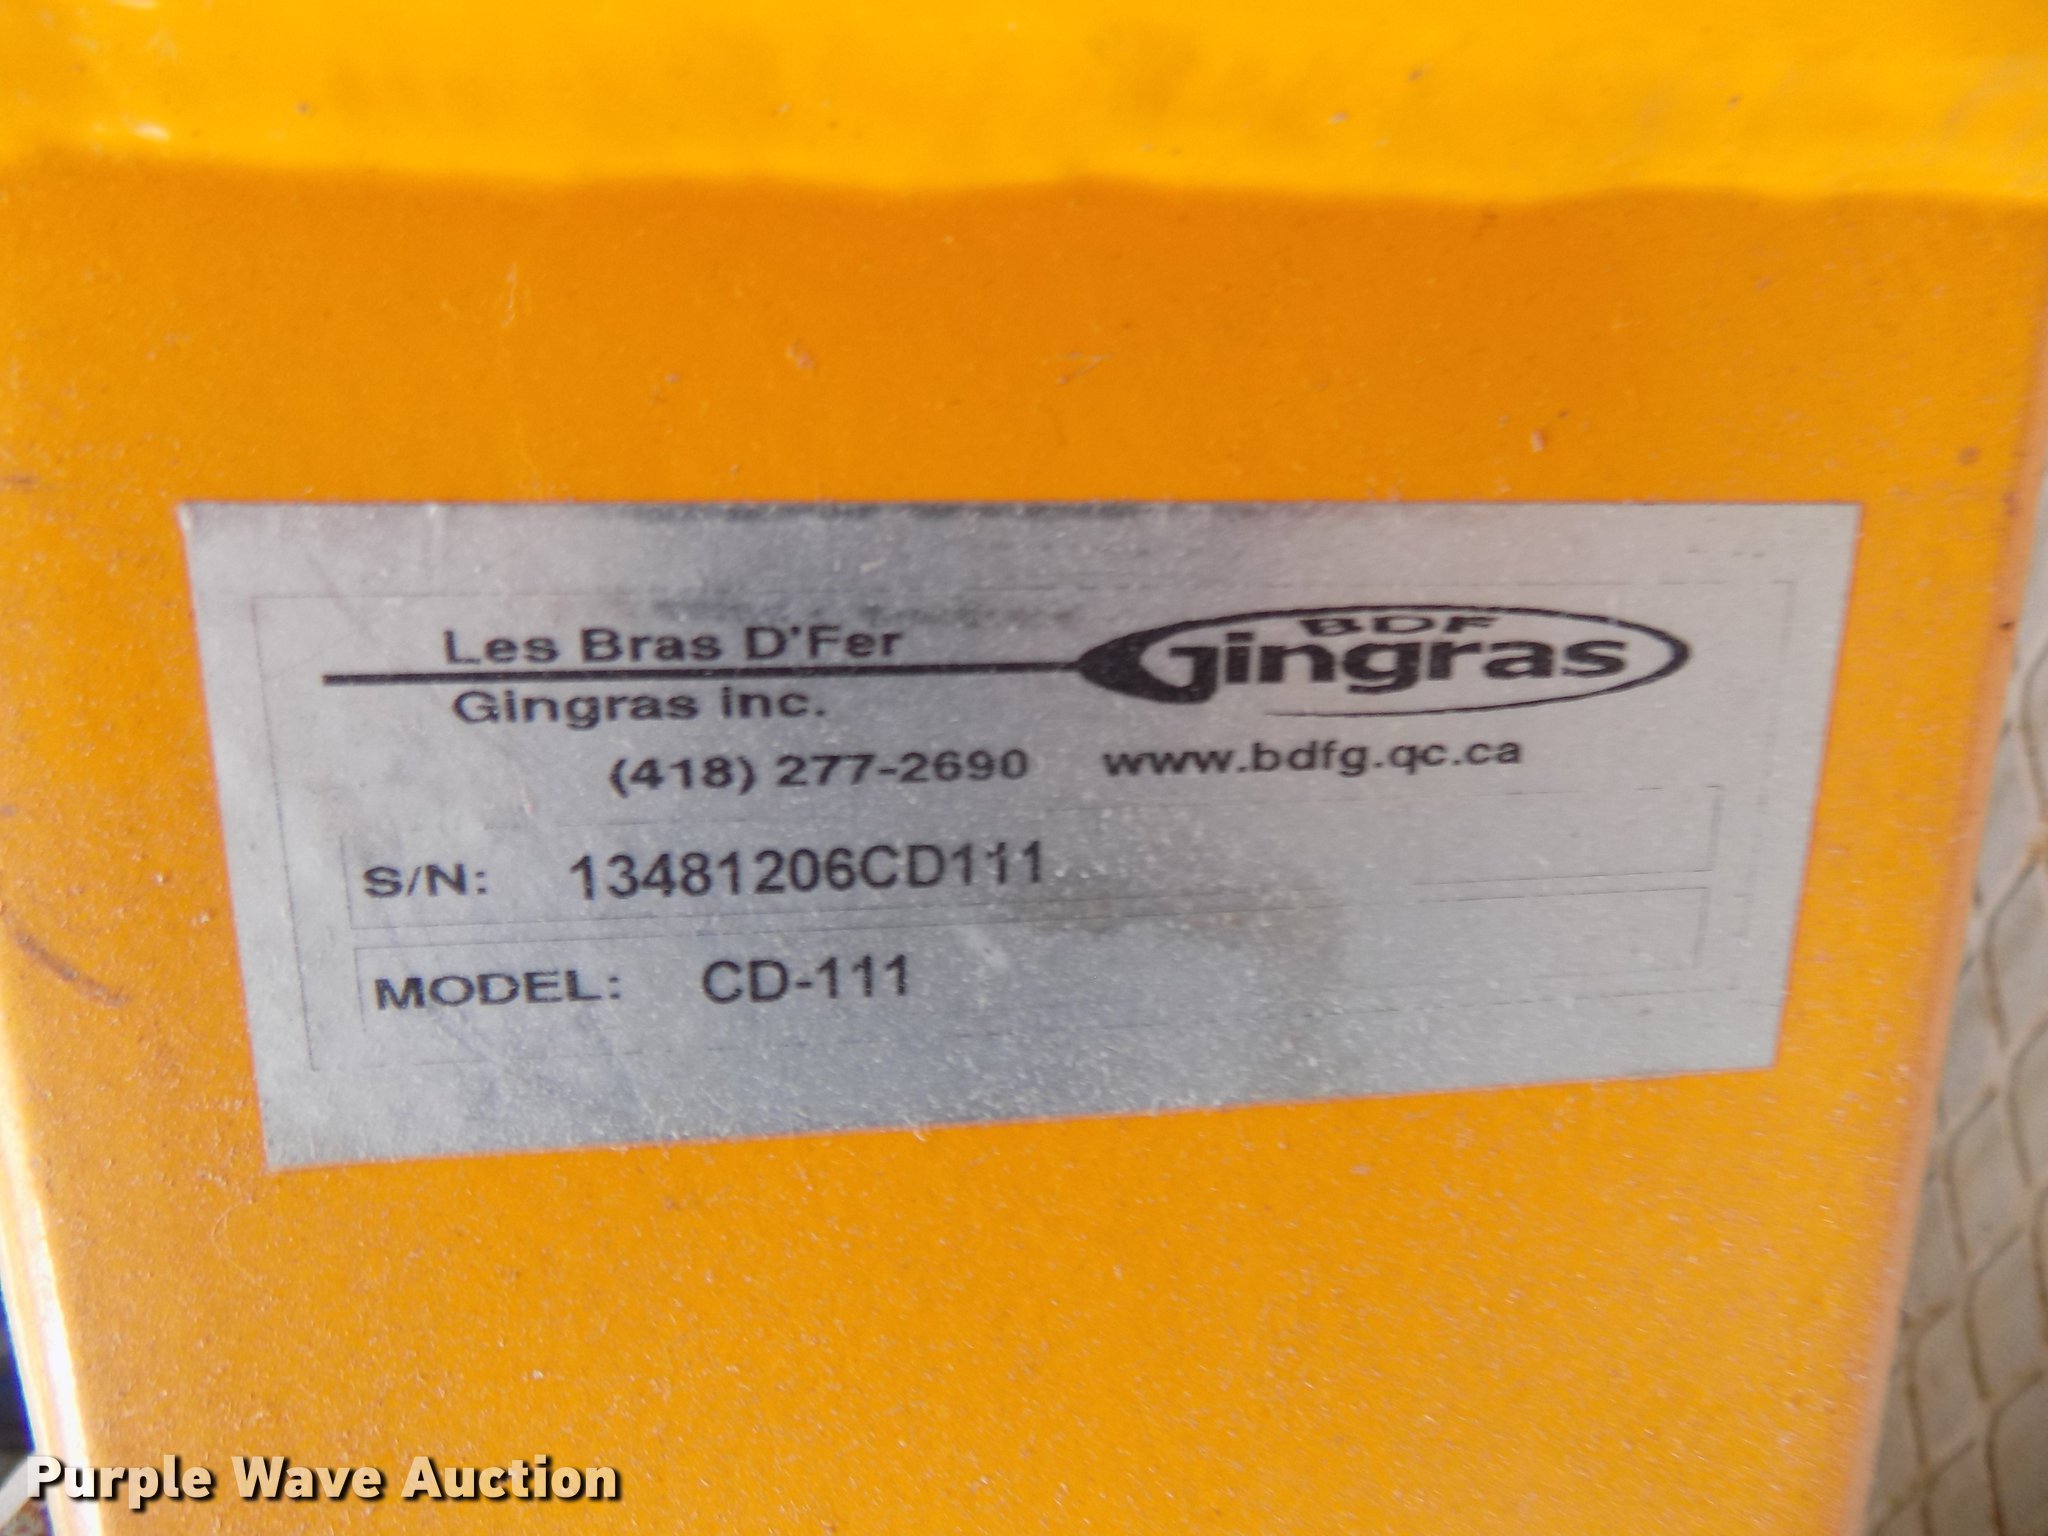 Les Bras D'Fer
Gingras inc.
BDF
Gingras
(418) 277-2690 www.bdfg.qc.ca
S/N: 13481206CD111
MODEL: CD-111
Purple Wave Auction